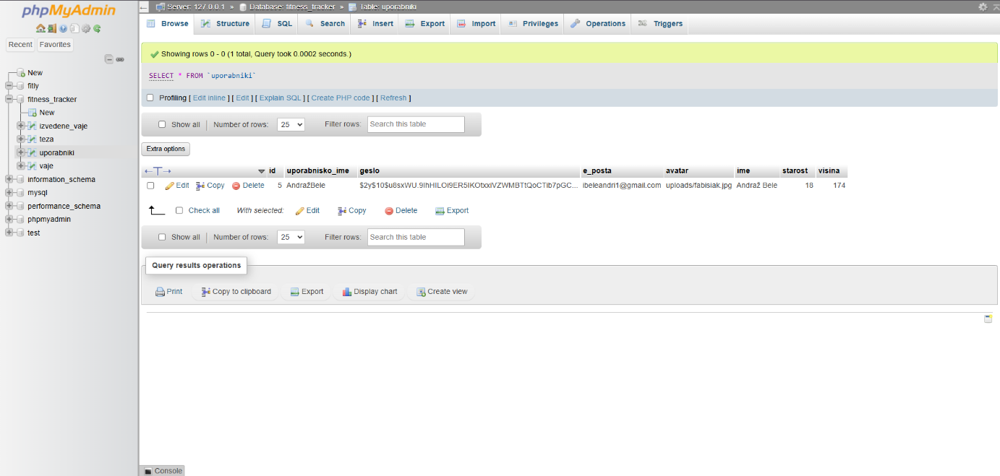 phpMyAdmin
Recent Favorites
New
fitly
fitness_tracker
New
izvedene_vaje
teza
uporabniki
vaje
information_schema
mysql
performance_schema
phpmyadmin
test
Server: 127.0.0.1 » Database: fitness_tracker » Table: uporabniki
Browse Structure SQL Search Insert Export Import Privileges Operations Triggers
Showing rows 0 - 0 (1 total, Query took 0.0002 seconds.)
SELECT * FROM `uporabniki`
Profiling [ Edit inline ] [ Edit ] [ Explain SQL ] [ Create PHP code ] [ Refresh ]
Show all Number of rows: 25 Filter rows: Search this table
Extra options
←T→ id uporabnisko_ime geslo e_posta avatar ime starost visina
Edit Copy Delete 5 AndražBele $2y$10$u8sxWU.9IhHILOi9ER5IKOtxxiVZWMBTtQoCTib7pGC... ibeleandri1@gmail.com uploads/fabisiak.jpg Andraž Bele 18 174
Check all With selected: Edit Copy Delete Export
Show all Number of rows: 25 Filter rows: Search this table
Query results operations
Print Copy to clipboard Export Display chart Create view
Console